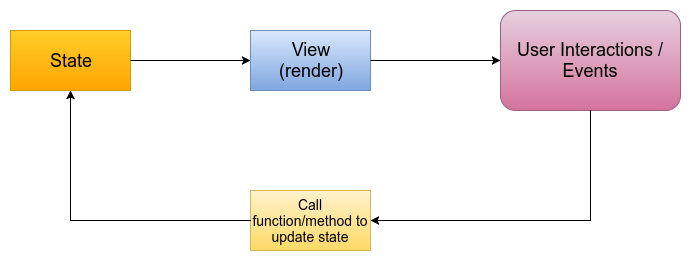 State
View
(render)
User Interactions /
Events
Call
function/method to
update state